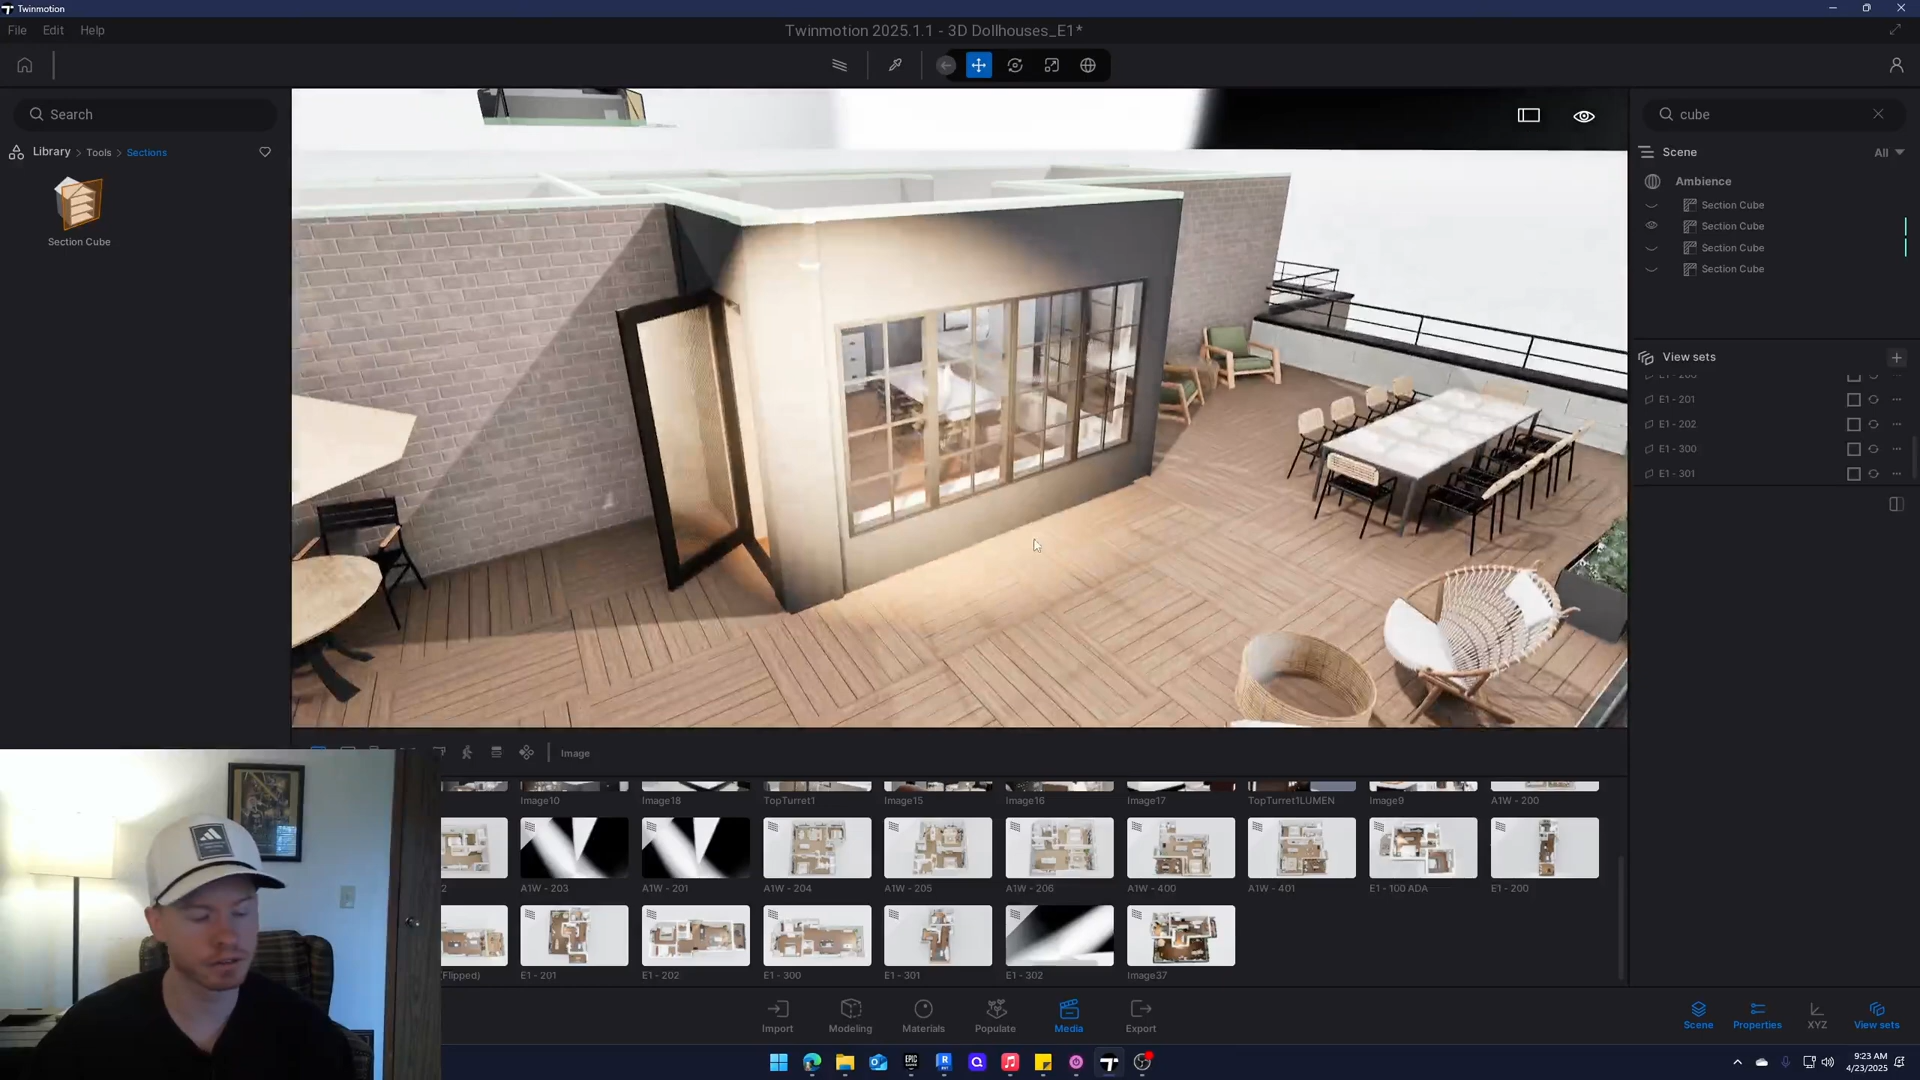 Twinmotion
File Edit Help
Twinmotion 2025.1.1 - 3D Dollhouses_E1*
Search
Library > Tools > Sections
Section Cube
cube
Scene
All
Ambience
Section Cube
Section Cube
Section Cube
Section Cube
View sets
E1 - 201
E1 - 202
E1 - 300
E1 - 301
Image
Image10
Image18
TopTurret1
Image15
Image16
Image17
TopTurret1LUMEN
Image9
A1W - 200
2
A1W - 203
A1W - 201
A1W - 204
A1W - 205
A1W - 206
A1W - 400
A1W - 401
E1 - 100 ADA
E1 - 200
(Flipped)
E1 - 201
E1 - 202
E1 - 300
E1 - 301
E1 - 302
Image37
Import
Modeling
Materials
Populate
Media
Export
Scene
Properties
XYZ
View sets
EPIC
9:23 AM
4/23/2025